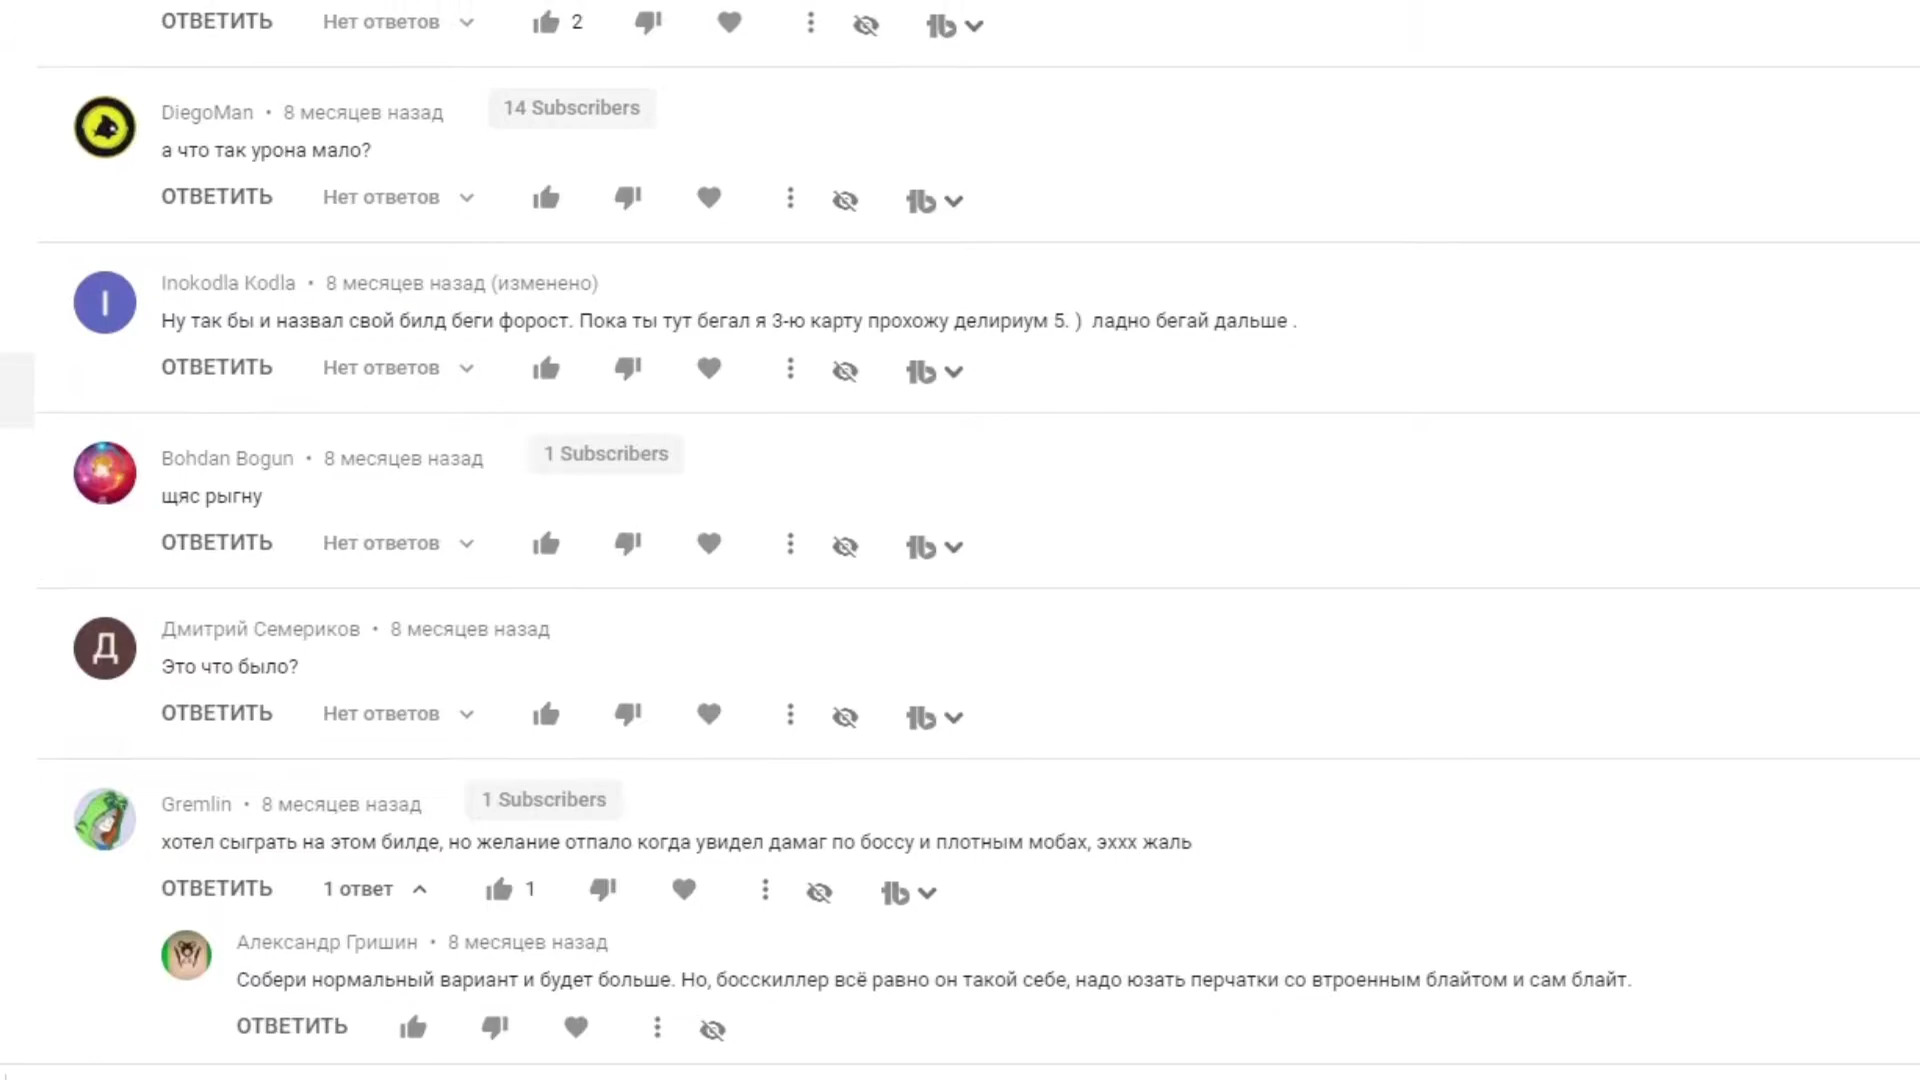 ОТВЕТИТЬ Нет ответов 2
DiegoMan • 8 месяцев назад 14 Subscribers
а что так урона мало?
ОТВЕТИТЬ Нет ответов
I
Inokodla Kodla • 8 месяцев назад (изменено)
Ну так бы и назвал свой билд беги форост. Пока ты тут бегал я 3-ю карту прохожу делириум 5. ) ладно бегай дальше .
ОТВЕТИТЬ Нет ответов
Bohdan Bogun • 8 месяцев назад 1 Subscribers
щяс рыгну
ОТВЕТИТЬ Нет ответов
Д
Дмитрий Семериков • 8 месяцев назад
Это что было?
ОТВЕТИТЬ Нет ответов
Gremlin • 8 месяцев назад 1 Subscribers
хотел сыграть на этом билде, но желание отпало когда увидел дамаг по боссу и плотным мобах, эххх жаль
ОТВЕТИТЬ 1 ответ 1
Александр Гришин • 8 месяцев назад
Собери нормальный вариант и будет больше. Но, босскиллер всё равно он такой себе, надо юзать перчатки со втроенным блайтом и сам блайт.
ОТВЕТИТЬ